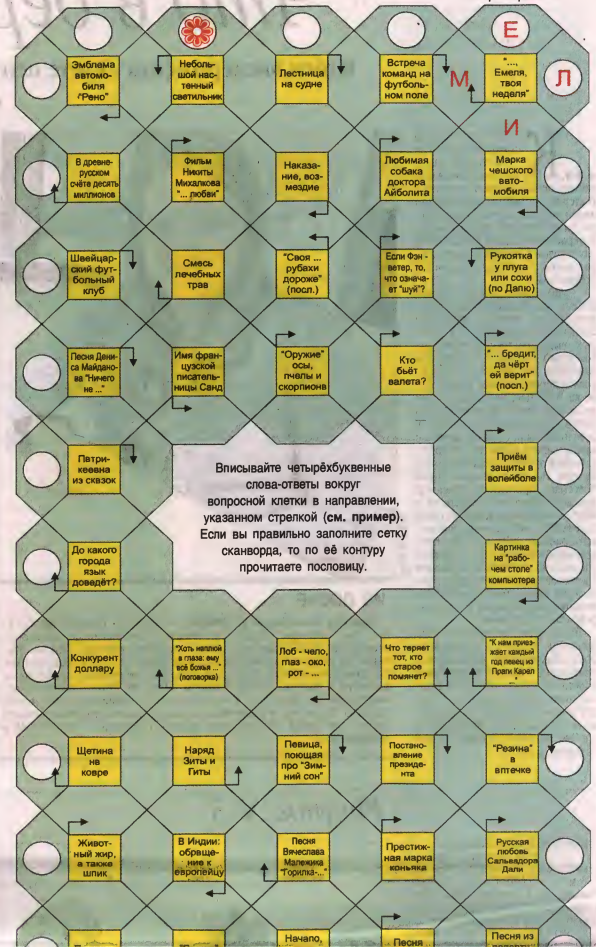 Эмблема
автомо-
биля
"Рено"
Неболь-
шой нас-
тенный
светильник
Лестница
на судне
Встреча
команд на
футболь-
ном поле
М
Е
"...,
Емеля,
твоя
неделя"
Л
И
В древне-
русском
счёте десять
миллионов
Фильм
Никиты
Михалкова
"... любви"
Наказа-
ние, воз-
мездие
Любимая
собака
доктора
Айболита
Марка
чешского
авто-
мобиля
Швейцар-
ский фут-
больный
клуб
Смесь
лечебных
трав
"Своя ...
рубахи
дороже"
(посл.)
Если Фэн -
ветер, то,
что означа-
ет "шуй"?
Рукоятка
у плуга
или сохи
(по Далю)
Песня Дени-
са Майдано-
ва "Ничего
не ..."
Имя фран-
цузской
писатель-
ницы Санд
"Оружие"
осы,
пчелы и
скорпиона
Кто
бьёт
валета?
"... бредит,
да чёрт
ей верит"
(посл.)
Патри-
кеевна
из сказок
Вписывайте четырёхбуквенные
слова-ответы вокруг
вопросной клетки в направлении,
указанном стрелкой (см. пример).
Если вы правильно заполните сетку
сканворда, то по её контуру
прочитаете пословицу.
Приём
защиты в
волейболе
До какого
города
язык
доведёт?
Картинка
на "рабо-
чем столе"
компьютера
Конкурент
доллару
"Хоть наплюй
в глаза: ему
всё божья ..."
(поговорка)
Лоб - чело,
глаз - око,
рот - ...
Что теряет
тот, кто
старое
помянет?
"К нам приез-
жает каждый
год певец из
Праги Карел
..."
Щетина
на
ковре
Наряд
Зиты и
Гиты
Певица,
поющая
про "Зим-
ний сон"
Постано-
вление
президе-
нта
"Резина"
в
аптечке
Живот-
ный жир,
а также
шпик
В Индии:
обраще-
ние к
европейцу
Песня
Вячеслава
Малежика
"Горилка-..."
Престиж-
ная марка
коньяка
Русская
любовь
Сальвадора
Дали
Начало,
Песня
Песня из